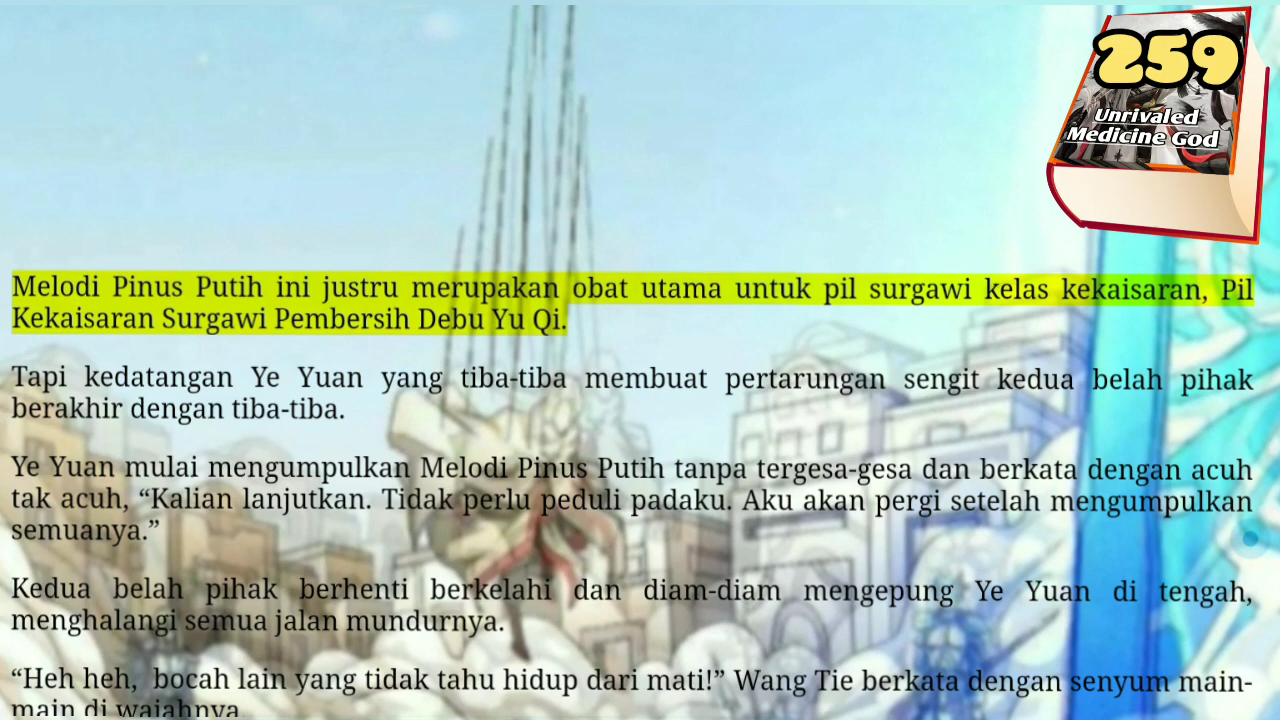 259
Unrivaled
Medicine God
Melodi Pinus Putih ini justru merupakan obat utama untuk pil surgawi kelas kekaisaran, Pil
Kekaisaran Surgawi Pembersih Debu Yu Qi.
Tapi kedatangan Ye Yuan yang tiba-tiba membuat pertarungan sengit kedua belah pihak
berakhir dengan tiba-tiba.
Ye Yuan mulai mengumpulkan Melodi Pinus Putih tanpa tergesa-gesa dan berkata dengan acuh
tak acuh, “Kalian lanjutkan. Tidak perlu peduli padaku. Aku akan pergi setelah mengumpulkan
semuanya.”
Kedua belah pihak berhenti berkelahi dan diam-diam mengepung Ye Yuan di tengah,
menghalangi semua jalan mundurnya.
“Heh heh,  bocah lain yang tidak tahu hidup dari mati!” Wang Tie berkata dengan senyum main-
main di wajahnya